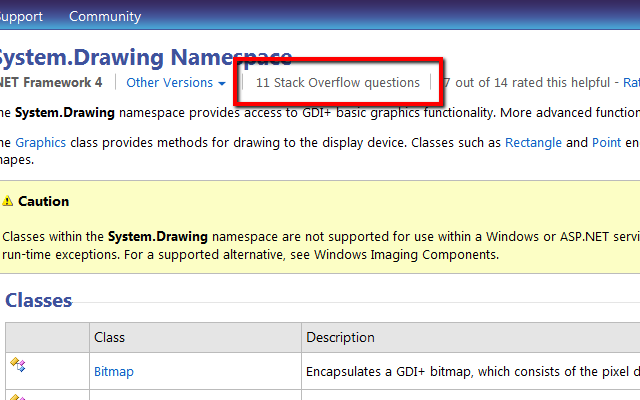 Support Community
System.Drawing Namespace
.NET Framework 4 Other Versions 11 Stack Overflow questions 7 out of 14 rated this helpful - Rat
The System.Drawing namespace provides access to GDI+ basic graphics functionality. More advanced function
The Graphics class provides methods for drawing to the display device. Classes such as Rectangle and Point en
shapes.
Caution
Classes within the System.Drawing namespace are not supported for use within a Windows or ASP.NET servi
run-time exceptions. For a supported alternative, see Windows Imaging Components.
Classes
Class Description
Bitmap Encapsulates a GDI+ bitmap, which consists of the pixel d